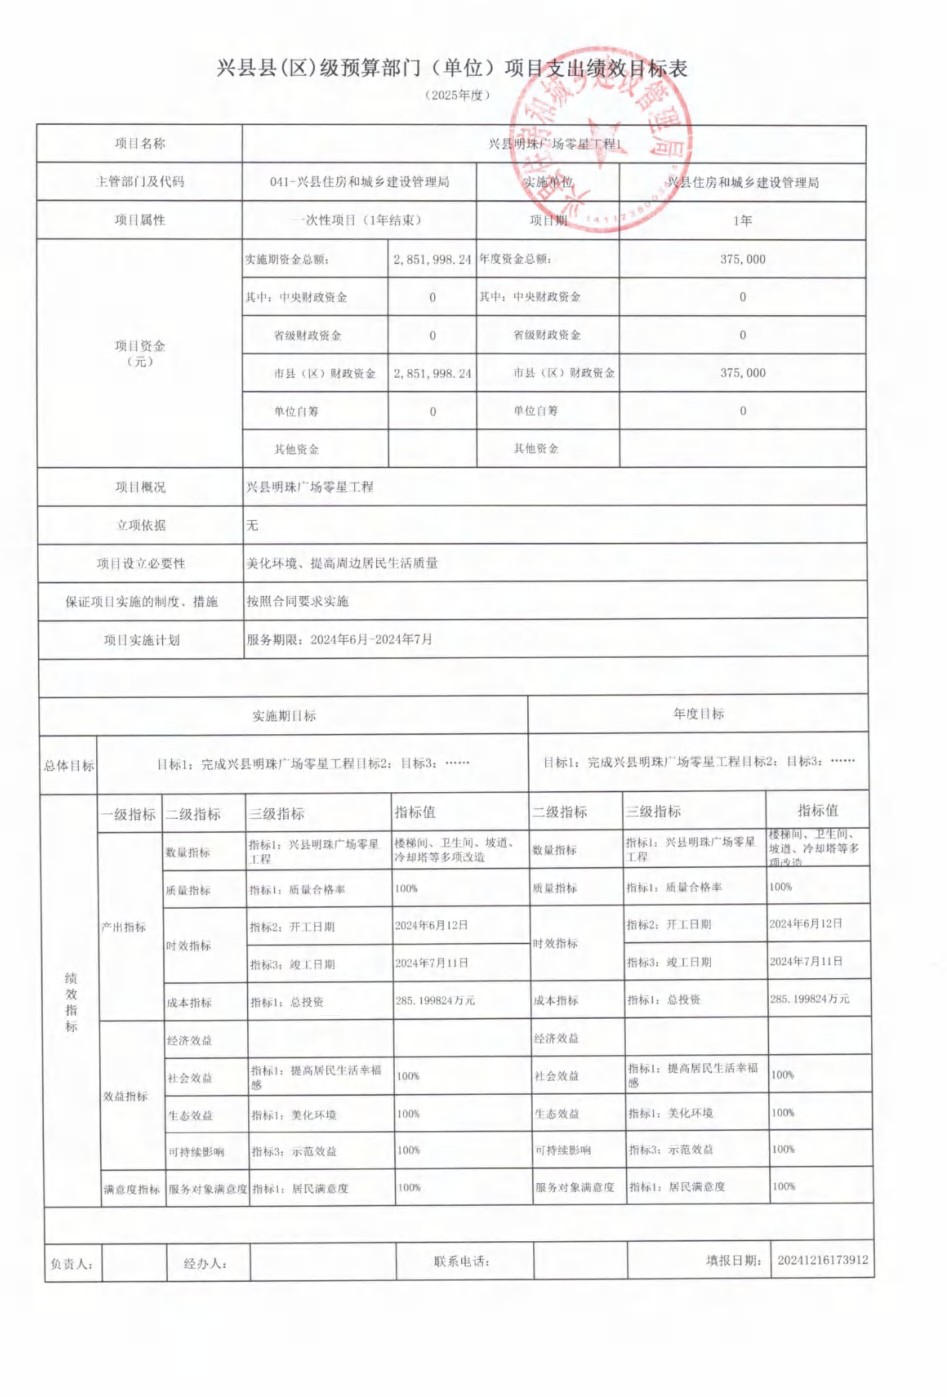 兴县县(区)级预算部门（单位）项目支出绩效目标表
（2025年度）
项目名称 兴县明珠广场零星工程1
主管部门及代码 041-兴县住房和城乡建设管理局 实施单位 兴县住房和城乡建设管理局
项目属性 一次性项目（1年结束） 项目期 1年
项目资金（元） 实施期资金总额： 2,851,998.24 年度资金总额： 375,000
其中：中央财政资金 0 其中：中央财政资金 0
省级财政资金 0 省级财政资金 0
市县（区）财政资金 2,851,998.24 市县（区）财政资金 375,000
单位自筹 0 单位自筹 0
其他资金 其他资金
项目概况 兴县明珠广场零星工程
立项依据 无
项目设立必要性 美化环境、提高周边居民生活质量
保证项目实施的制度、措施 按照合同要求实施
项目实施计划 服务期限：2024年6月-2024年7月
实施期目标 年度目标
总体目标 目标1：完成兴县明珠广场零星工程目标2：目标3：…… 目标1：完成兴县明珠广场零星工程目标2：目标3：……
绩效指标 一级指标 二级指标 三级指标 指标值 二级指标 三级指标 指标值
产出指标 数量指标 指标1：兴县明珠广场零星工程 楼梯间、卫生间、坡道、冷却塔等多项改造 数量指标 指标1：兴县明珠广场零星工程 楼梯间、卫生间、坡道、冷却塔等多项改造
质量指标 指标1：质量合格率 100% 质量指标 指标1：质量合格率 100%
时效指标 指标2：开工日期 2024年6月12日 时效指标 指标2：开工日期 2024年6月12日
指标3：竣工日期 2024年7月11日 指标3：竣工日期 2024年7月11日
成本指标 指标1：总投资 285.199824万元 成本指标 指标1：总投资 285.199824万元
效益指标 经济效益 经济效益
社会效益 指标1：提高居民生活幸福感 100% 社会效益 指标1：提高居民生活幸福感 100%
生态效益 指标1：美化环境 100% 生态效益 指标1：美化环境 100%
可持续影响 指标3：示范效益 100% 可持续影响 指标3：示范效益 100%
满意度指标 服务对象满意度 指标1：居民满意度 100% 服务对象满意度 指标1：居民满意度 100%
负责人： 经办人： 联系电话： 填报日期： 20241216173912
兴县住房和城乡建设管理局